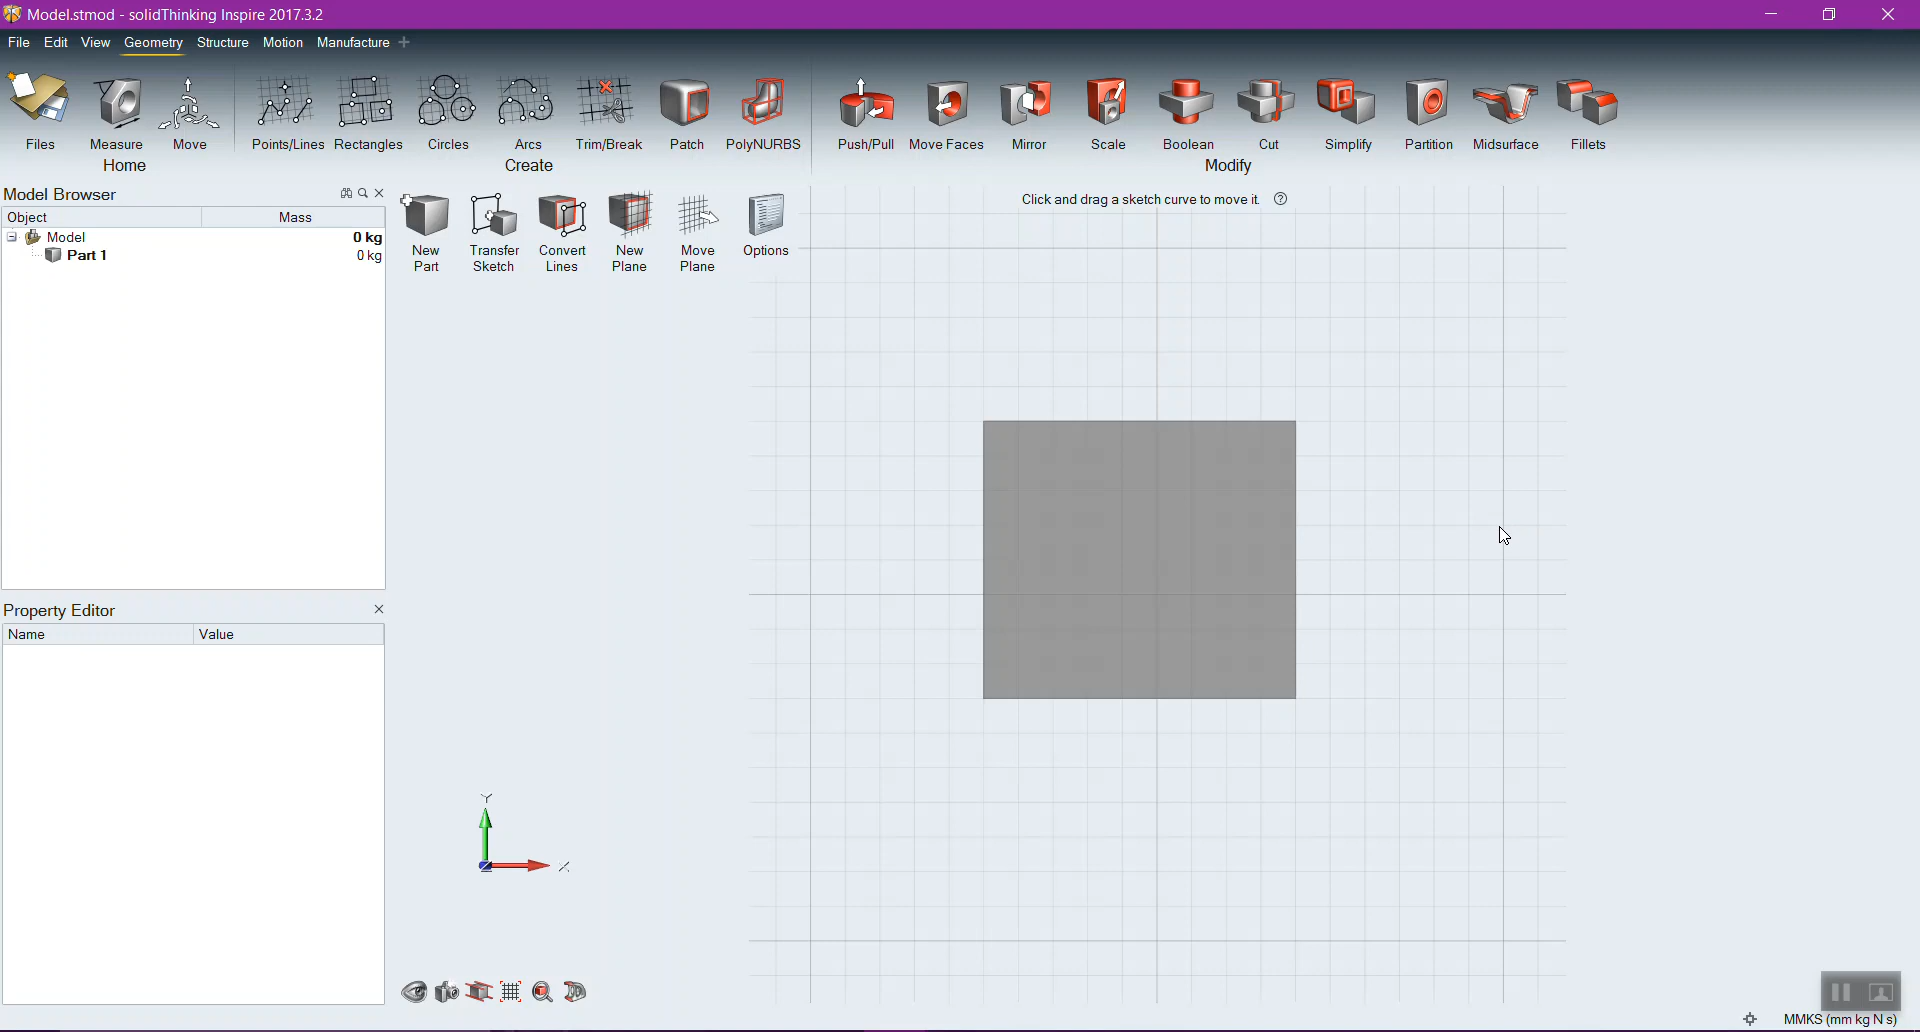 Model.stmod - solidThinking Inspire 2017.3.2
File Edit View Geometry Structure Motion Manufacture
Files Measure Move Points/Lines Rectangles Circles Arcs Trim/Break Patch PolyNURBS Push/Pull Move Faces Mirror Scale Boolean Cut Simplify Partition Midsurface Fillets
Home Create Modify
Model Browser
Object Mass
Model 0 kg
Part 1 0 kg
New Part
Transfer Sketch
Convert Lines
New Plane
Move Plane
Options
Click and drag a sketch curve to move it.
Property Editor
Name Value
Y
X
MMKS (mm kg N s)